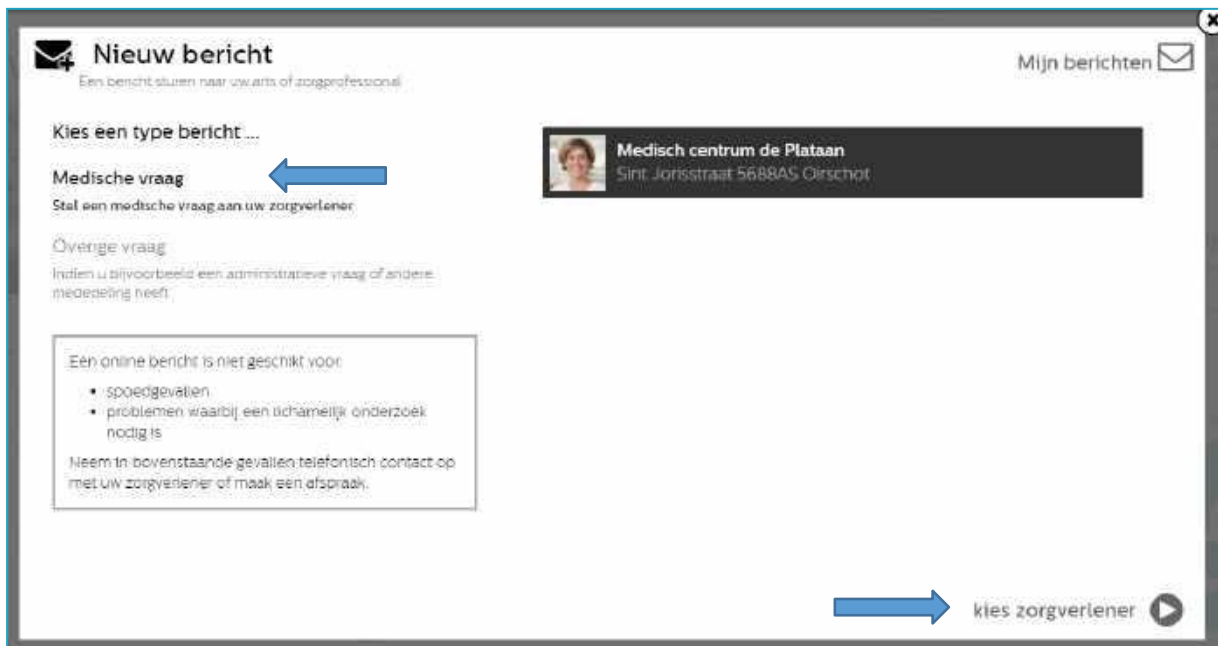 Nieuw bericht
Een bericht sturen naar uw arts of zorgprofessional
Mijn berichten
Kies een type bericht ...
Medische vraag
Stel een medische vraag aan uw zorgverlener
Overige vraag
Indien u bijvoorbeeld een administratieve vraag of andere
mededeling heeft
Een online bericht is niet geschikt voor:
• spoedgevallen
• problemen waarbij een lichamelijk onderzoek
nodig is
Neem in bovenstaande gevallen telefonisch contact op
met uw zorgverlener of maak een afspraak.
Medisch centrum de Plataan
Sint Jorisstraat 5688AS Oirschot
kies zorgverlener